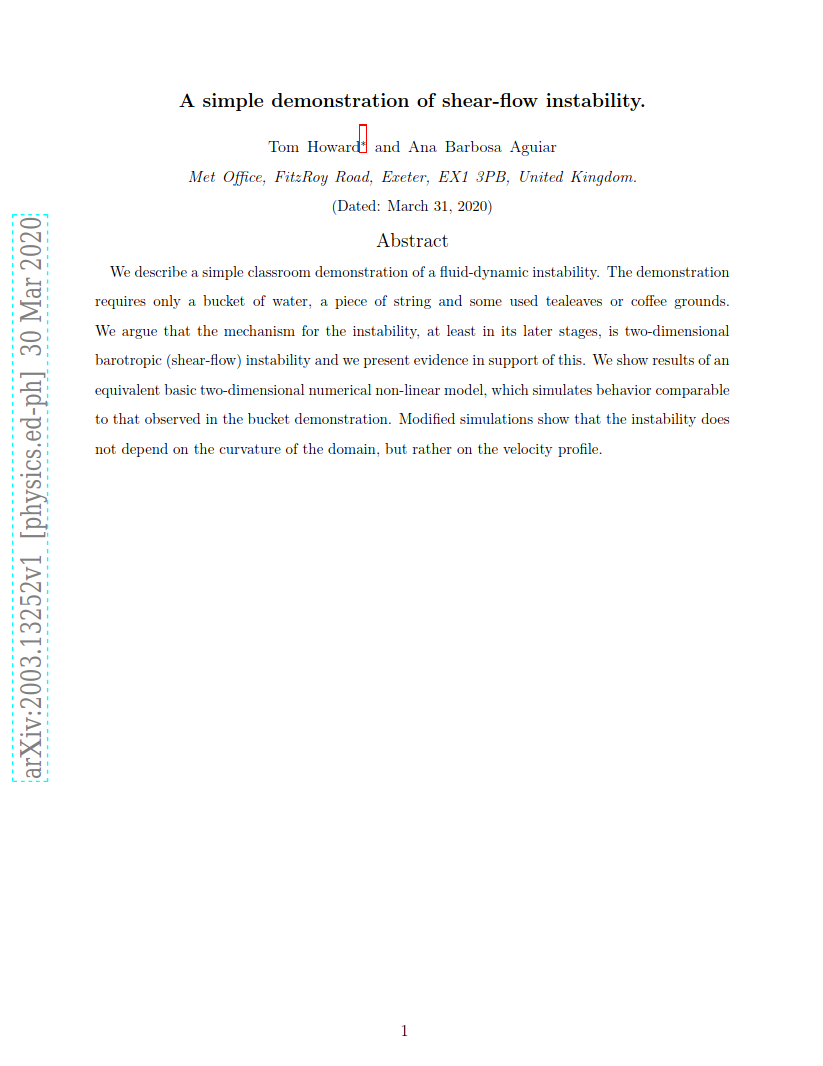 A simple demonstration of shear-flow instability.
Tom Howard* and Ana Barbosa Aguiar
Met Office, FitzRoy Road, Exeter, EX1 3PB, United Kingdom.
(Dated: March 31, 2020)
Abstract
We describe a simple classroom demonstration of a fluid-dynamic instability. The demonstration
requires only a bucket of water, a piece of string and some used tealeaves or coffee grounds.
We argue that the mechanism for the instability, at least in its later stages, is two-dimensional
barotropic (shear-flow) instability and we present evidence in support of this. We show results of an
equivalent basic two-dimensional numerical non-linear model, which simulates behavior comparable
to that observed in the bucket demonstration. Modified simulations show that the instability does
not depend on the curvature of the domain, but rather on the velocity profile.
arXiv:2003.13252v1 [physics.ed-ph] 30 Mar 2020
1